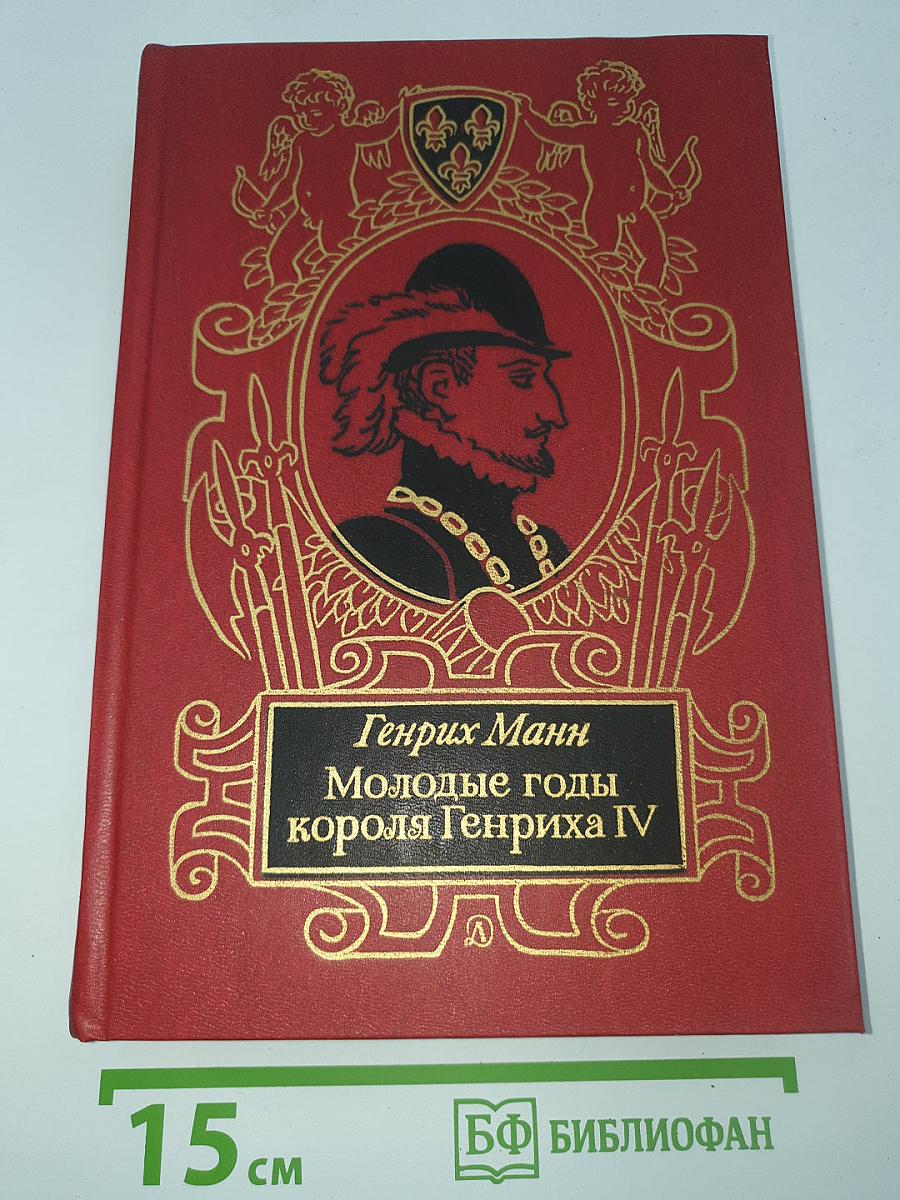 Генрих Манн
Молодые годы
короля Генриха IV
Д
15 см
БФ БИБЛИОФАН